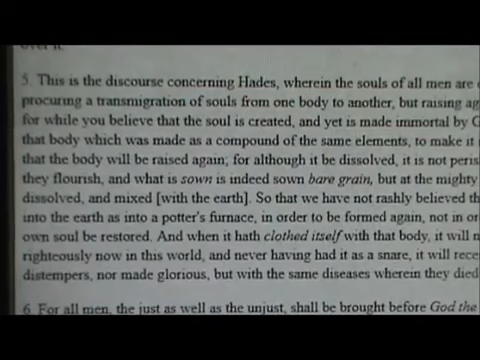 over it.
5. This is the discourse concerning Hades, wherein the souls of all men are
procuring a transmigration of souls from one body to another, but raising
for while you believe that the soul is created, and yet is made immortal by
that body which was made as a compound of the same elements, to make it
that the body will be raised again; for although it be dissolved, it is not
they flourish, and what is sown is indeed sown bare grain, but at the mighty
dissolved, and mixed [with the earth]. So that we have not rashly believed
into the earth as into a potter's furnace, in order to be formed again, not in
own soul be restored. And when it hath clothed itself with that body, it will
righteously now in this world, and never having had it as a snare, it will
distempers, nor made glorious, but with the same diseases wherein they died
6. For all men, the just as well as the unjust, shall be brought before God the